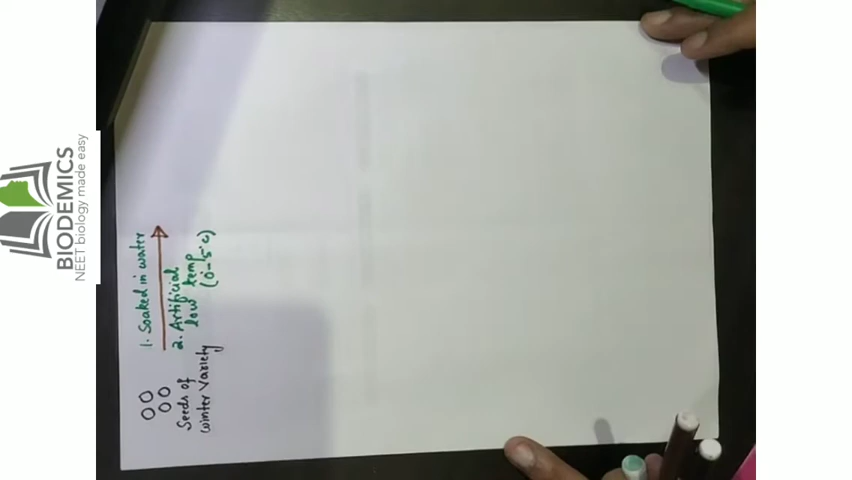 BIODEMICS
NEET biology made easy
1. Soaked in water
2. Artificial
low temp
(0-5°C)
Seeds of
winter variety